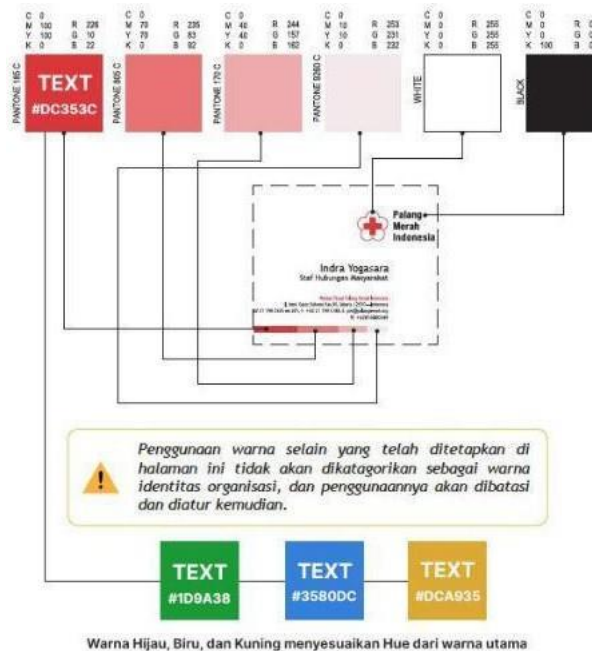 C 0
M 100
Y 100
K 0
R 226
G 10
B 22
C 0
M 70
Y 70
K 0
R 235
G 83
B 92
C 0
M 40
Y 40
K 0
R 244
G 157
B 162
C 0
M 10
Y 10
K 0
R 253
G 231
B 232
C 0
M 0
Y 0
K 0
R 255
G 255
B 255
C 0
M 0
Y 0
K 100
R 0
G 0
B 0
PANTONE 185 C
TEXT
#DC353C
PANTONE 805 C
PANTONE 170 C
PANTONE 9260 C
WHITE
BLACK
Palang
Merah
Indonesia
Indra Yogasara
Staf Hubungan Masyarakat
Penggunaan warna selain yang telah ditetapkan di
halaman ini tidak akan dikatagorikan sebagai warna
identitas organisasi, dan penggunaannya akan dibatasi
dan diatur kemudian.
TEXT
#1D9A38
TEXT
#3580DC
TEXT
#DCA935
Warna Hijau, Biru, dan Kuning menyesuaikan Hue dari warna utama